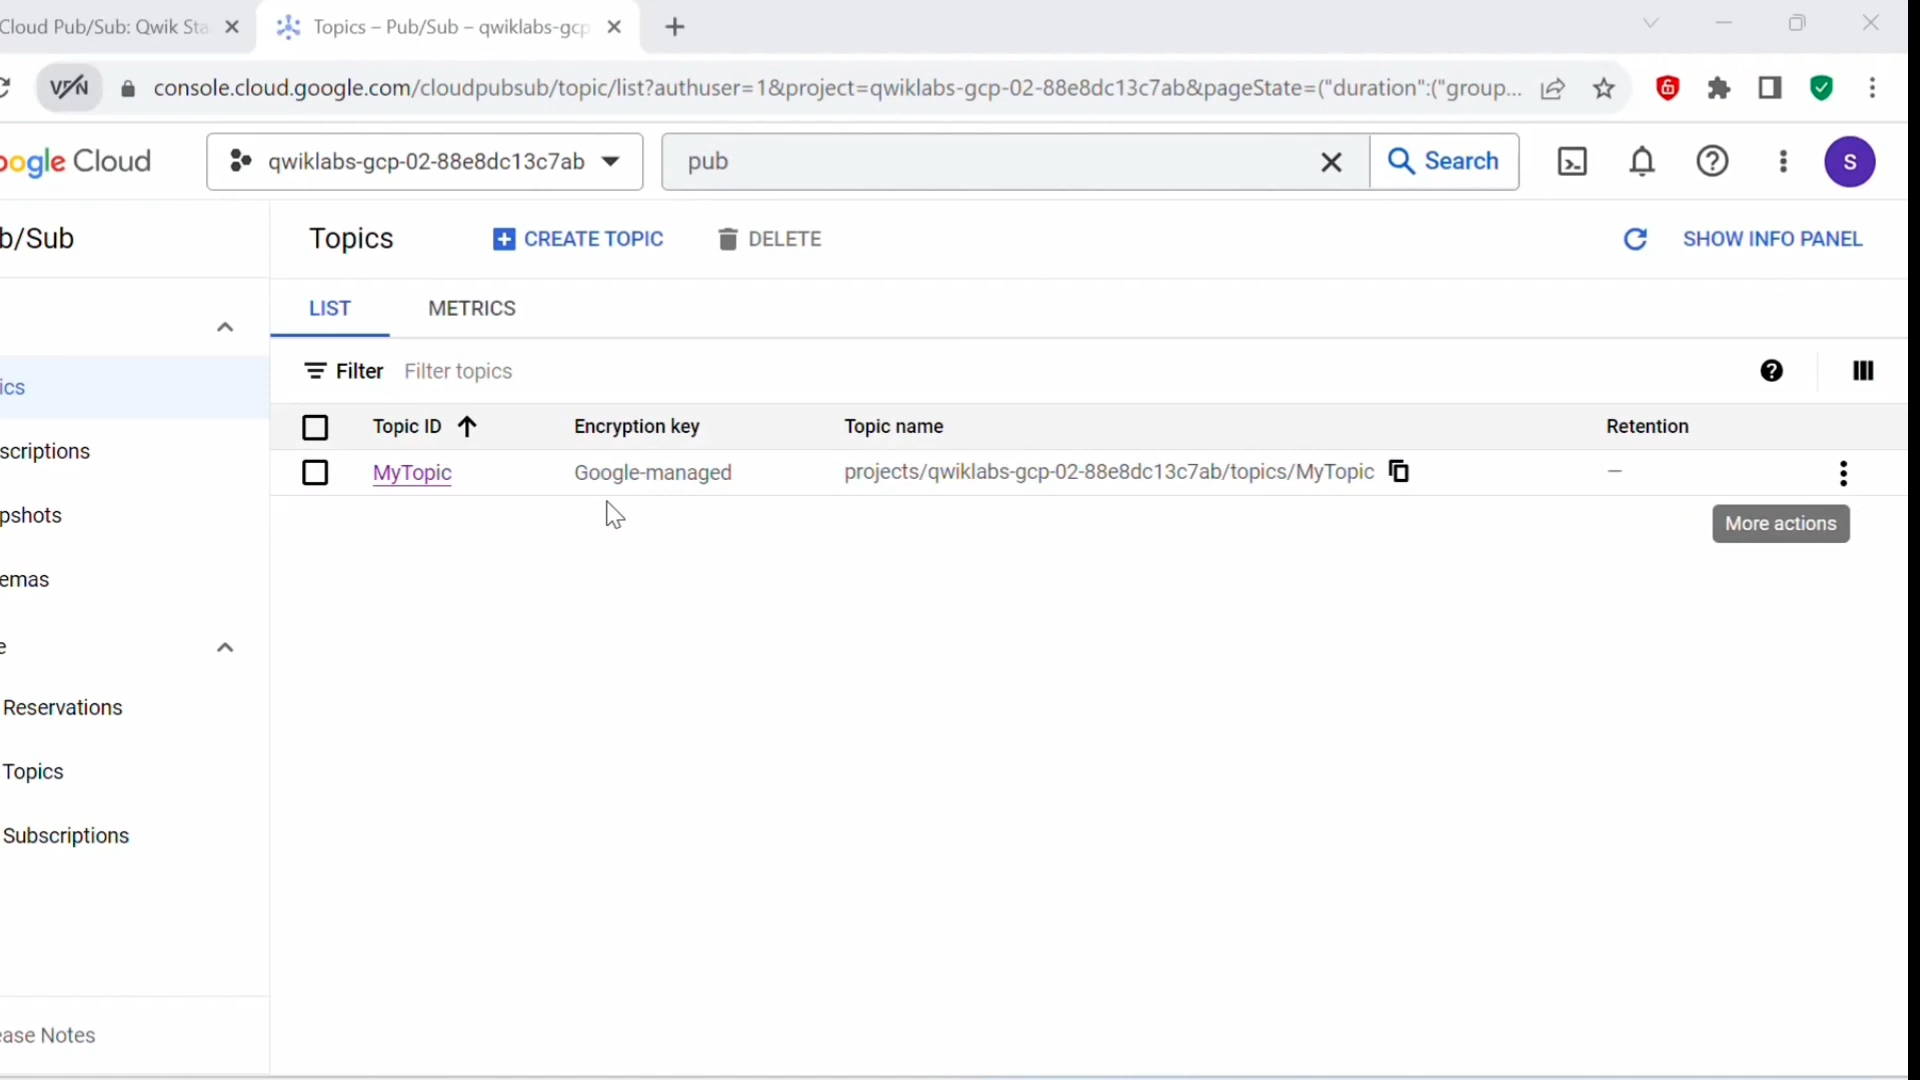 Cloud Pub/Sub: Qwik Sta
Topics – Pub/Sub – qwiklabs-gcp
VPN
console.cloud.google.com/cloudpubsub/topic/list?authuser=1&project=qwiklabs-gcp-02-88e8dc13c7ab&pageState=("duration":("group...
6
oogle Cloud
qwiklabs-gcp-02-88e8dc13c7ab
pub
Search
S
b/Sub
Topics
CREATE TOPIC
DELETE
SHOW INFO PANEL
LIST
METRICS
Filter
Filter topics
ics
scriptions
pshots
emas
e
Reservations
Topics
Subscriptions
ease Notes
Topic ID
Encryption key
Topic name
Retention
MyTopic
Google-managed
projects/qwiklabs-gcp-02-88e8dc13c7ab/topics/MyTopic
–
More actions